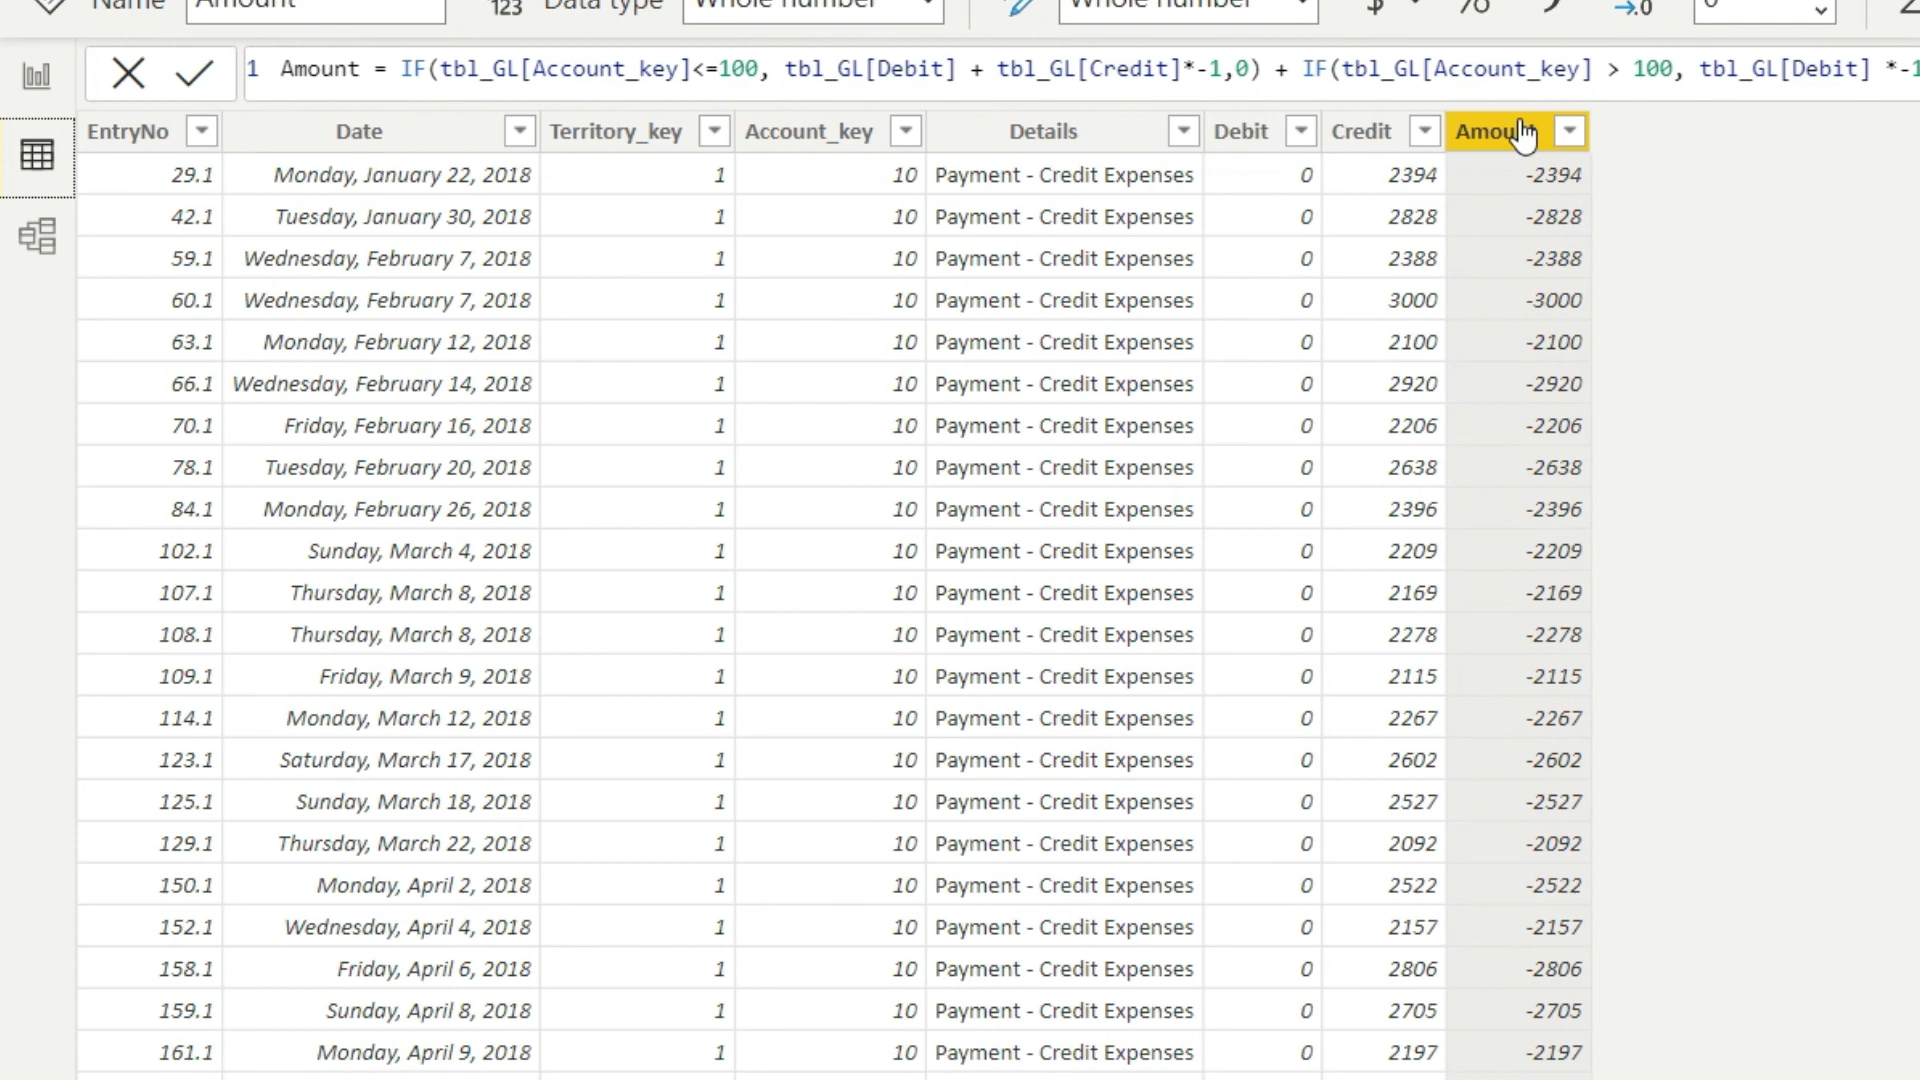 Name Amount 123 Data type Whole number Whole number $ % 0
1 Amount = IF(tbl_GL[Account_key]<=100, tbl_GL[Debit] + tbl_GL[Credit]*-1,0) + IF(tbl_GL[Account_key] > 100, tbl_GL[Debit] *-1
EntryNo Date Territory_key Account_key Details Debit Credit Amount
29.1 Monday, January 22, 2018 1 10 Payment - Credit Expenses 0 2394 -2394
42.1 Tuesday, January 30, 2018 1 10 Payment - Credit Expenses 0 2828 -2828
59.1 Wednesday, February 7, 2018 1 10 Payment - Credit Expenses 0 2388 -2388
60.1 Wednesday, February 7, 2018 1 10 Payment - Credit Expenses 0 3000 -3000
63.1 Monday, February 12, 2018 1 10 Payment - Credit Expenses 0 2100 -2100
66.1 Wednesday, February 14, 2018 1 10 Payment - Credit Expenses 0 2920 -2920
70.1 Friday, February 16, 2018 1 10 Payment - Credit Expenses 0 2206 -2206
78.1 Tuesday, February 20, 2018 1 10 Payment - Credit Expenses 0 2638 -2638
84.1 Monday, February 26, 2018 1 10 Payment - Credit Expenses 0 2396 -2396
102.1 Sunday, March 4, 2018 1 10 Payment - Credit Expenses 0 2209 -2209
107.1 Thursday, March 8, 2018 1 10 Payment - Credit Expenses 0 2169 -2169
108.1 Thursday, March 8, 2018 1 10 Payment - Credit Expenses 0 2278 -2278
109.1 Friday, March 9, 2018 1 10 Payment - Credit Expenses 0 2115 -2115
114.1 Monday, March 12, 2018 1 10 Payment - Credit Expenses 0 2267 -2267
123.1 Saturday, March 17, 2018 1 10 Payment - Credit Expenses 0 2602 -2602
125.1 Sunday, March 18, 2018 1 10 Payment - Credit Expenses 0 2527 -2527
129.1 Thursday, March 22, 2018 1 10 Payment - Credit Expenses 0 2092 -2092
150.1 Monday, April 2, 2018 1 10 Payment - Credit Expenses 0 2522 -2522
152.1 Wednesday, April 4, 2018 1 10 Payment - Credit Expenses 0 2157 -2157
158.1 Friday, April 6, 2018 1 10 Payment - Credit Expenses 0 2806 -2806
159.1 Sunday, April 8, 2018 1 10 Payment - Credit Expenses 0 2705 -2705
161.1 Monday, April 9, 2018 1 10 Payment - Credit Expenses 0 2197 -2197